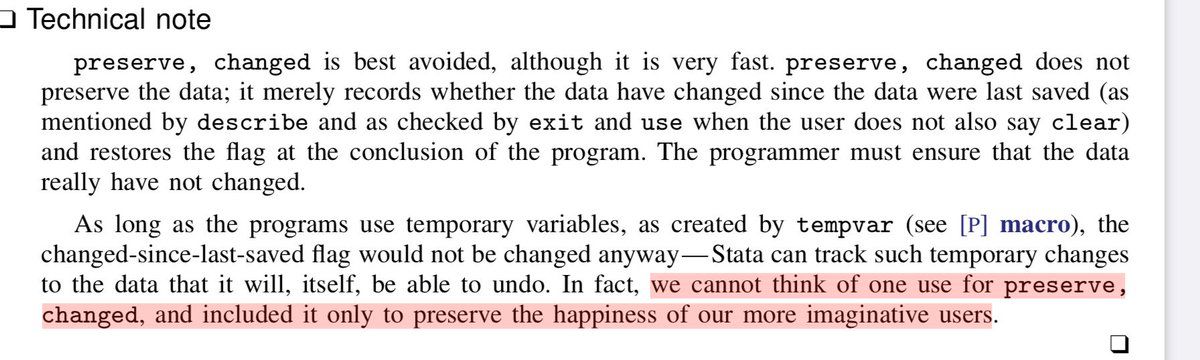 ❏ Technical note
preserve, changed is best avoided, although it is very fast. preserve, changed does not
preserve the data; it merely records whether the data have changed since the data were last saved (as
mentioned by describe and as checked by exit and use when the user does not also say clear)
and restores the flag at the conclusion of the program. The programmer must ensure that the data
really have not changed.
As long as the programs use temporary variables, as created by tempvar (see [P] macro), the
changed-since-last-saved flag would not be changed anyway—Stata can track such temporary changes
to the data that it will, itself, be able to undo. In fact, we cannot think of one use for preserve,
changed, and included it only to preserve the happiness of our more imaginative users.
❏